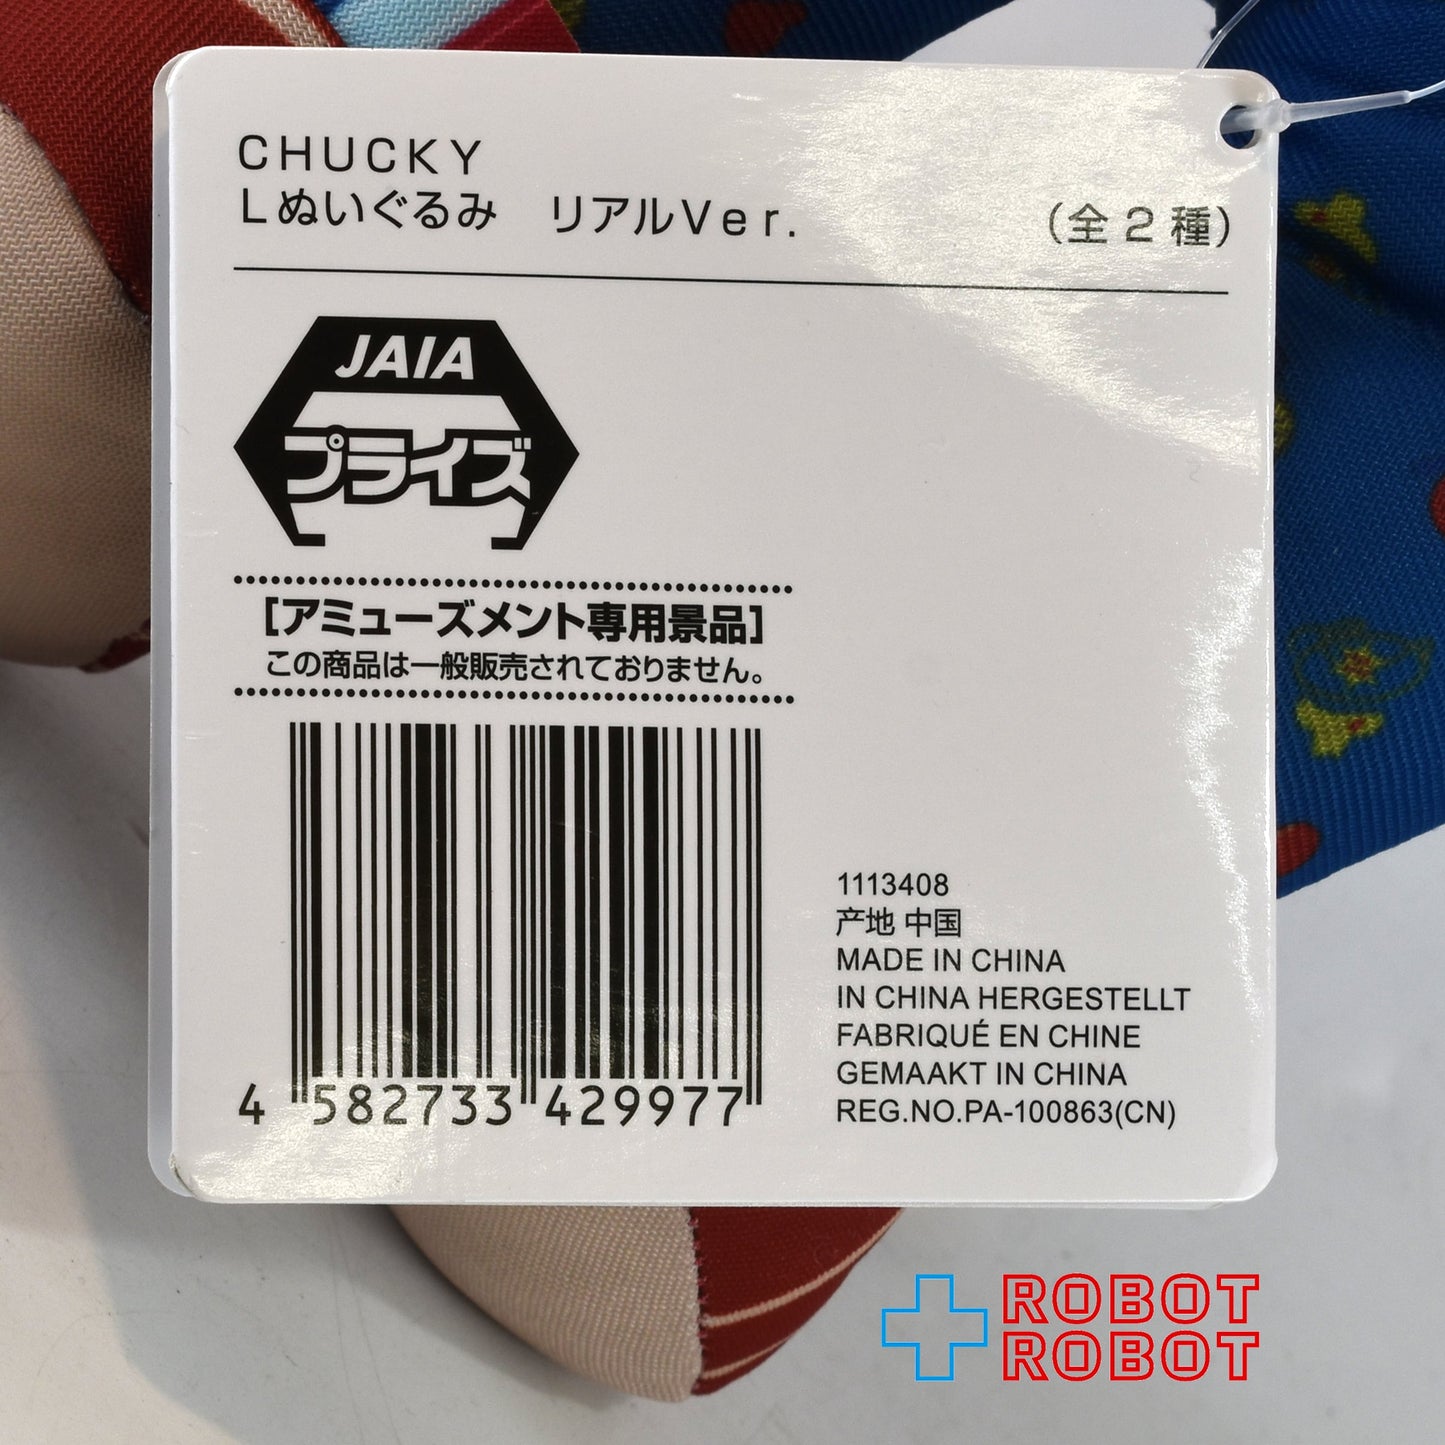 CHUCKY
Lぬいぐるみ　リアルVer.　（全2種）
JAIA
プライズ
［アミューズメント専用景品］
この商品は一般販売されておりません。
4 582733 429977
1113408
产地 中国
MADE IN CHINA
IN CHINA HERGESTELLT
FABRIQUÉ EN CHINE
GEMAAKT IN CHINA
REG.NO.PA-100863(CN)
ROBOT
ROBOT